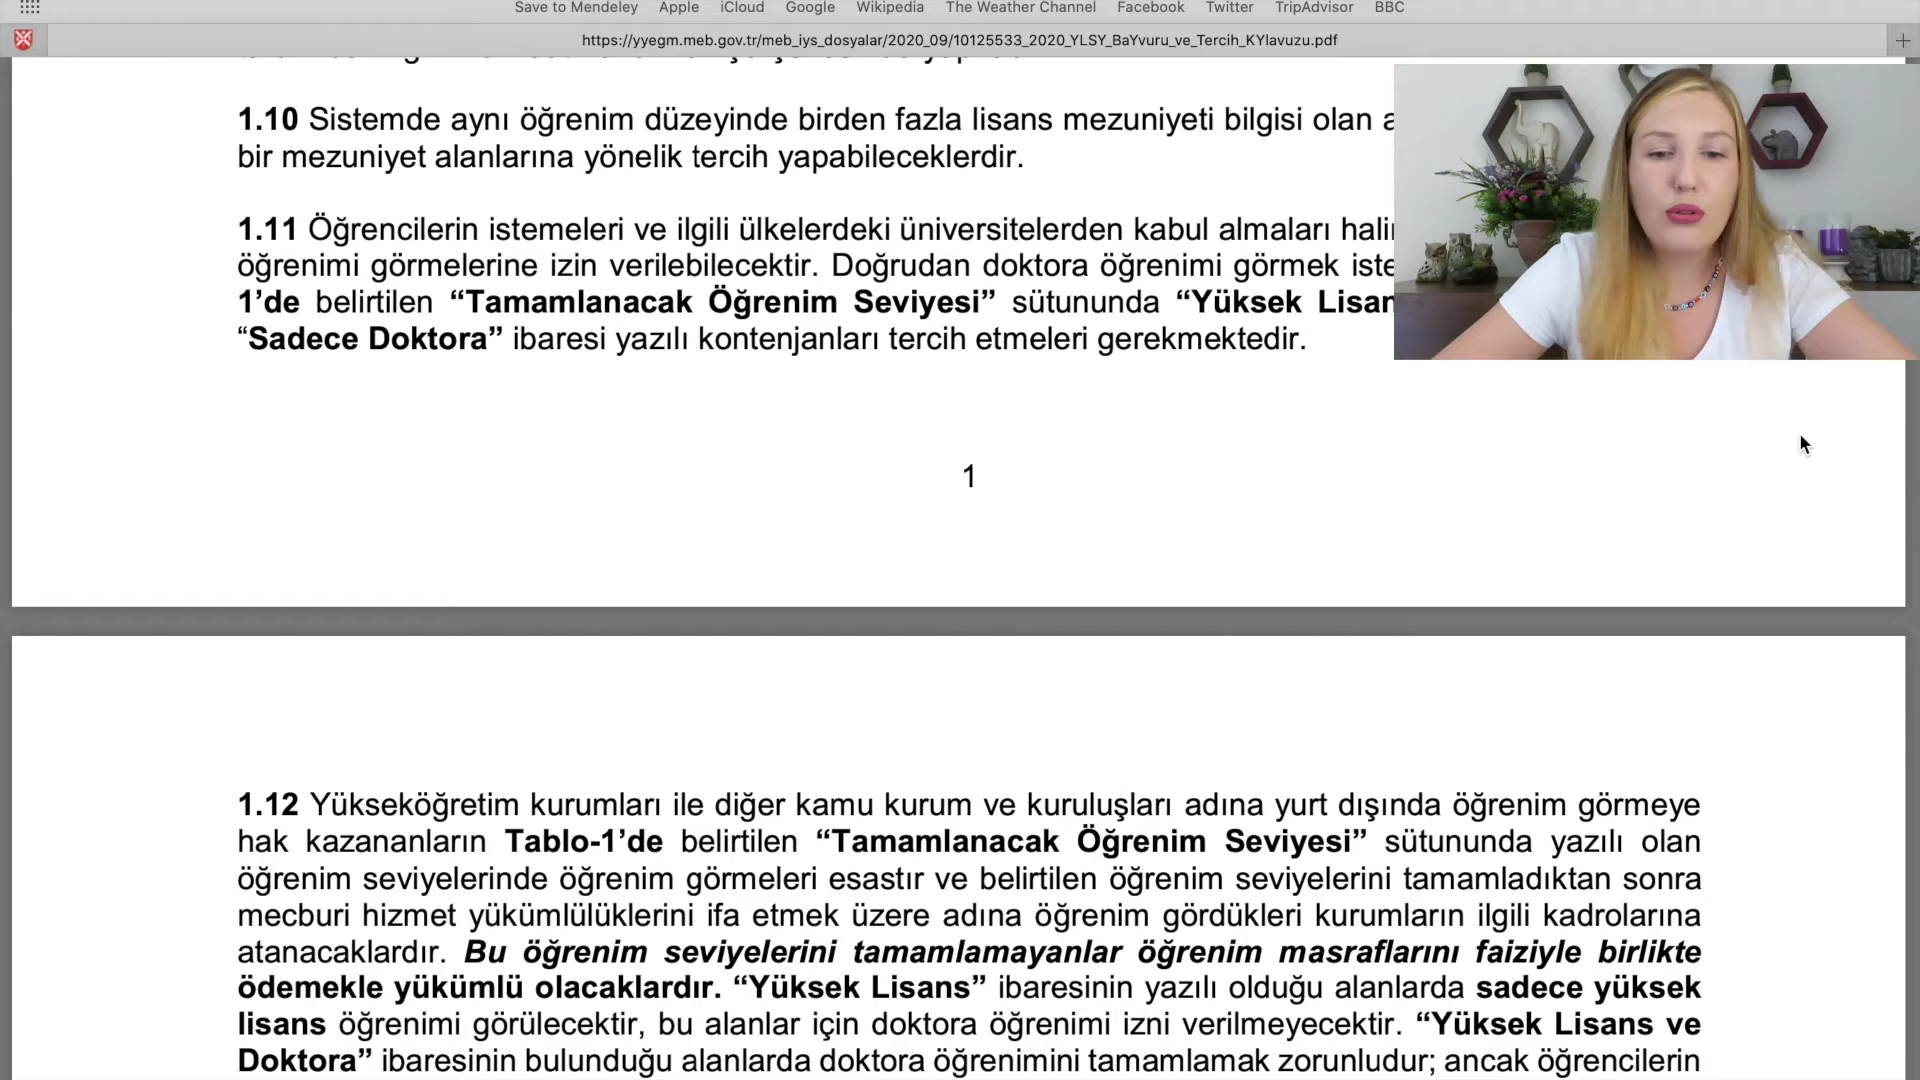 Save to Mendeley Apple iCloud Google Wikipedia The Weather Channel Facebook Twitter TripAdvisor BBC
https://yyegm.meb.gov.tr/meb_iys_dosyalar/2020_09/10125533_2020_YLSY_BaYvuru_ve_Tercih_KYlavuzu.pdf
1.10 Sistemde aynı öğrenim düzeyinde birden fazla lisans mezuniyeti bilgisi olan
bir mezuniyet alanlarına yönelik tercih yapabileceklerdir.
1.11 Öğrencilerin istemeleri ve ilgili ülkelerdeki üniversitelerden kabul almaları
öğrenimi görmelerine izin verilebilecektir. Doğrudan doktora öğrenimi görmek
1’de belirtilen “Tamamlanacak Öğrenim Seviyesi” sütununda “Yüksek
“Sadece Doktora” ibaresi yazılı kontenjanları tercih etmeleri gerekmektedir.
1
1.12 Yükseköğretim kurumları ile diğer kamu kurum ve kuruluşları adına yurt dışında öğrenim görmeye
hak kazananların Tablo-1’de belirtilen “Tamamlanacak Öğrenim Seviyesi” sütununda yazılı olan
öğrenim seviyelerinde öğrenim görmeleri esastır ve belirtilen öğrenim seviyelerini tamamladıktan sonra
mecburi hizmet yükümlülüklerini ifa etmek üzere adına öğrenim gördükleri kurumların ilgili kadrolarına
atanacaklardır. Bu öğrenim seviyelerini tamamlamayanlar öğrenim masraflarını faiziyle birlikte
ödemekle yükümlü olacaklardır. “Yüksek Lisans” ibaresinin yazılı olduğu alanlarda sadece yüksek
lisans öğrenimi görülecektir, bu alanlar için doktora öğrenimi izni verilmeyecektir. “Yüksek Lisans ve
Doktora” ibaresinin bulunduğu alanlarda doktora öğrenimini tamamlamak zorunludur; ancak öğrencilerin